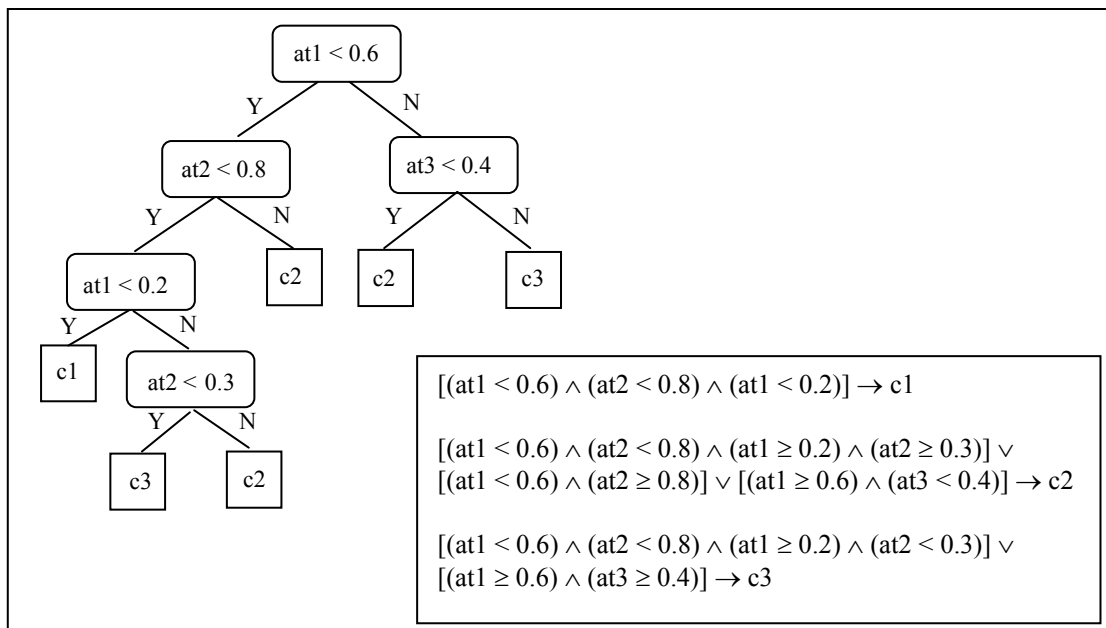 at1 < 0.6
Y N
at2 < 0.8 at3 < 0.4
Y N Y N
at1 < 0.2 c2 c2 c3
Y N
c1 at2 < 0.3
Y N
c3 c2
[(at1 < 0.6) ∧ (at2 < 0.8) ∧ (at1 < 0.2)] → c1
[(at1 < 0.6) ∧ (at2 < 0.8) ∧ (at1 ≥ 0.2) ∧ (at2 ≥ 0.3)] ∨
[(at1 < 0.6) ∧ (at2 ≥ 0.8)] ∨ [(at1 ≥ 0.6) ∧ (at3 < 0.4)] → c2
[(at1 < 0.6) ∧ (at2 < 0.8) ∧ (at1 ≥ 0.2) ∧ (at2 < 0.3)] ∨
[(at1 ≥ 0.6) ∧ (at3 ≥ 0.4)] → c3